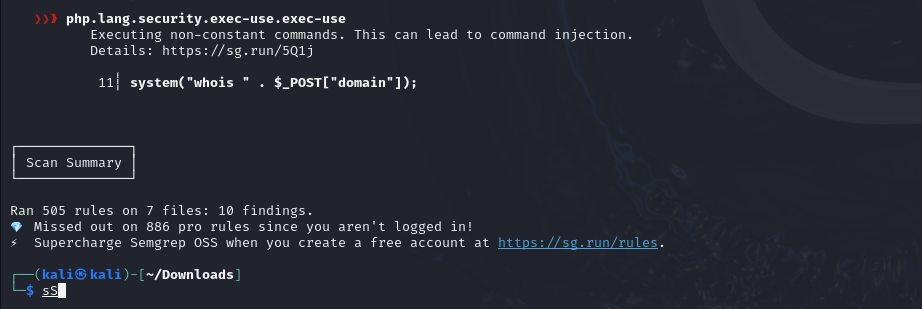 ❯❯❱ php.lang.security.exec-use.exec-use
Executing non-constant commands. This can lead to command injection.
Details: https://sg.run/5Q1j
11┆ system("whois " . $_POST["domain"]);
Scan Summary
Ran 505 rules on 7 files: 10 findings.
💎 Missed out on 886 pro rules since you aren't logged in!
⚡ Supercharge Semgrep OSS when you create a free account at https://sg.run/rules.
┌──(kali㉿kali)-[~/Downloads]
└─$ sS